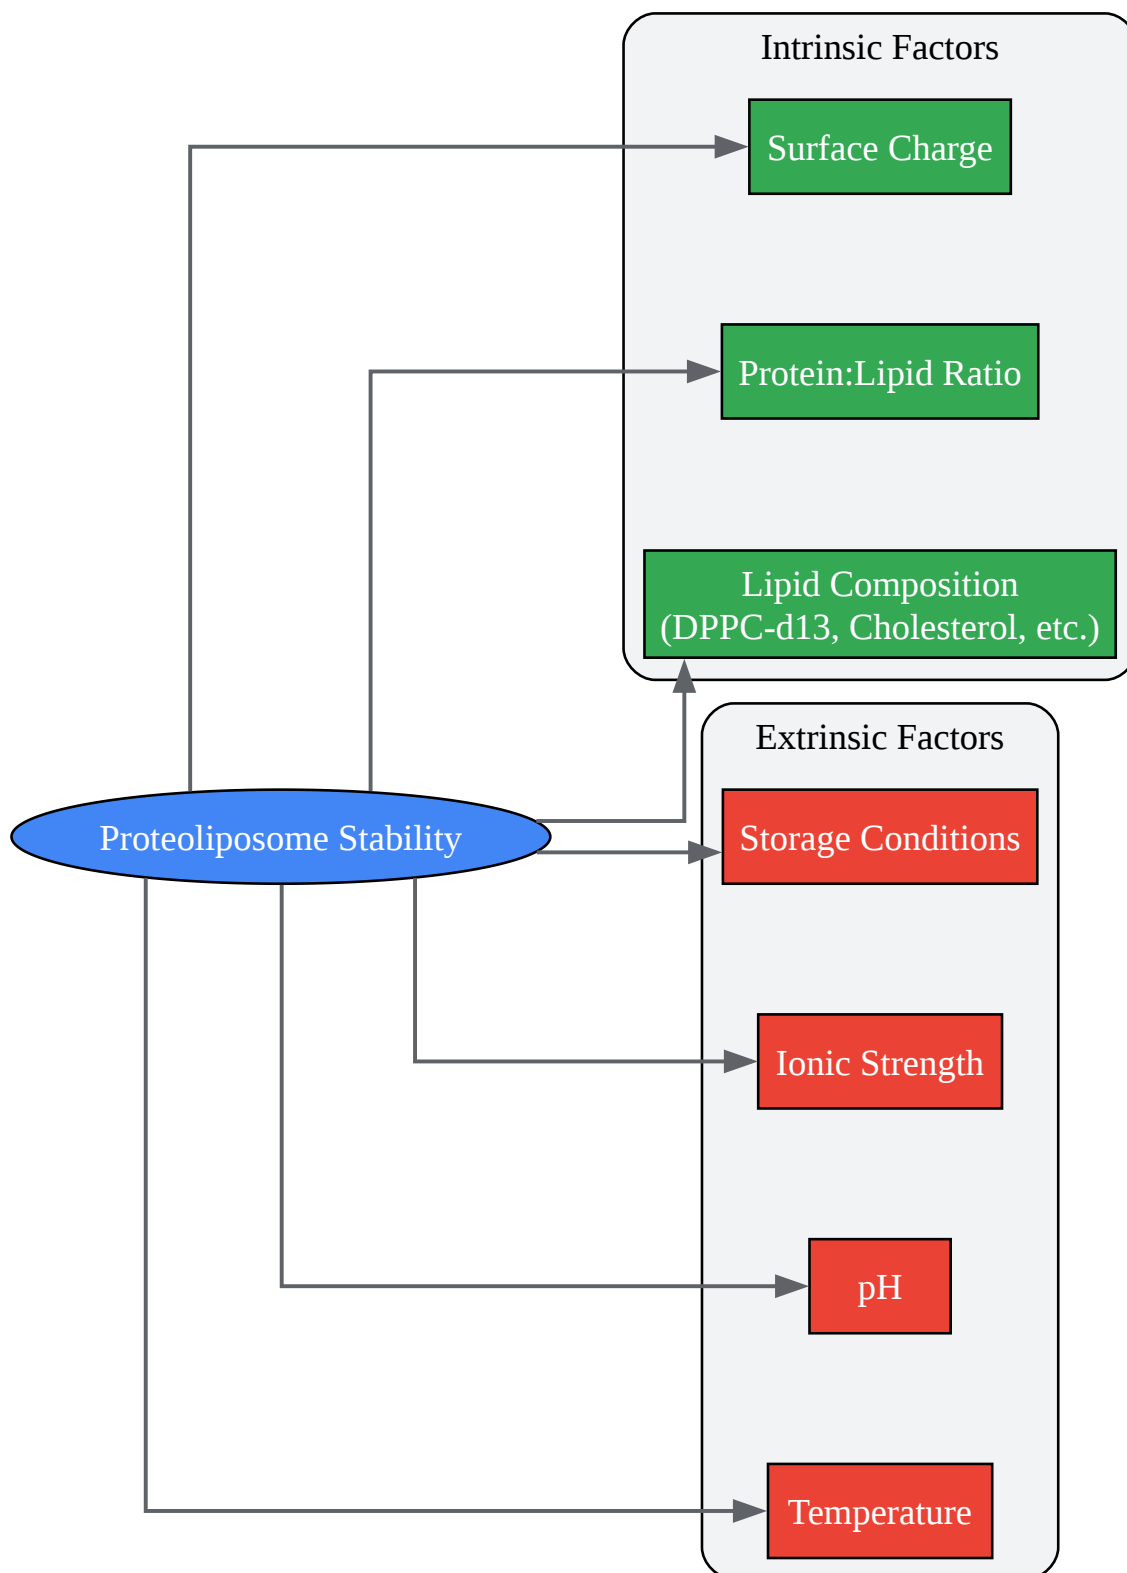 Intrinsic Factors
Surface Charge
Protein:Lipid Ratio
Lipid Composition
(DPPC-d13, Cholesterol, etc.)
Extrinsic Factors
Proteoliposome Stability
Storage Conditions
Ionic Strength
pH
Temperature